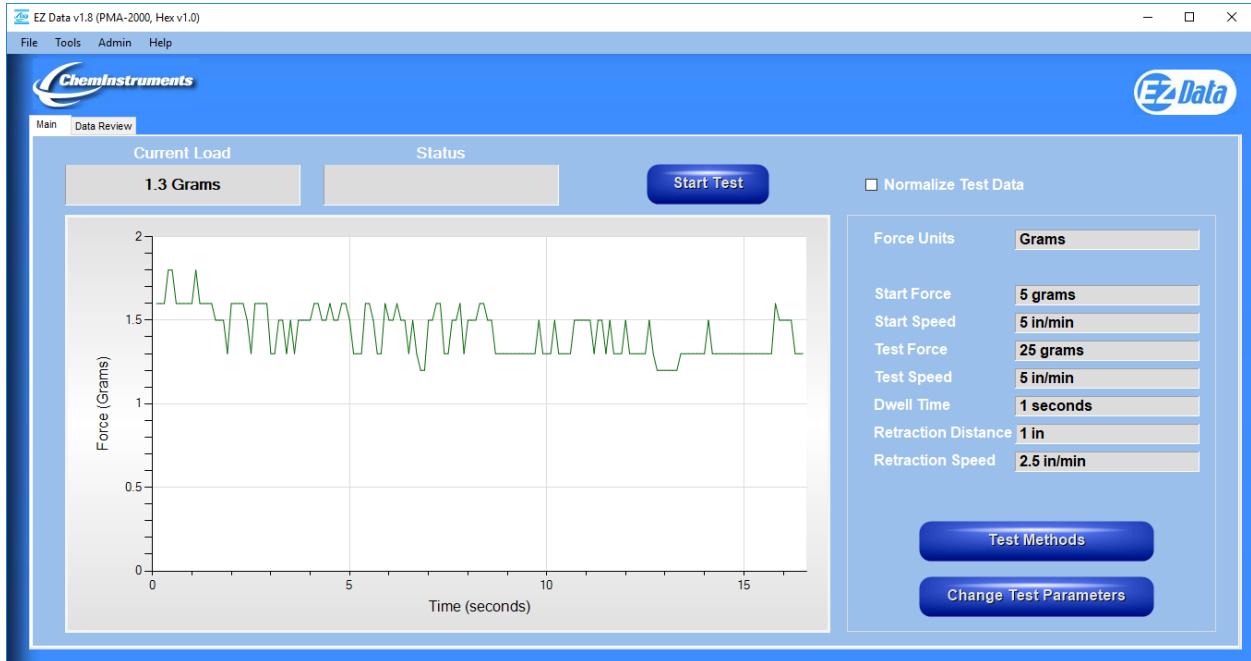 EZ Data v1.8 (PMA-2000, Hex v1.0)
File Tools Admin Help
ChemInstruments
EZ Data
Main Data Review
Current Load Status
1.3 Grams Start Test
Normalize Test Data
Force Units Grams
Start Force 5 grams
Start Speed 5 in/min
Test Force 25 grams
Test Speed 5 in/min
Dwell Time 1 seconds
Retraction Distance 1 in
Retraction Speed 2.5 in/min
Test Methods
Change Test Parameters
Force (Grams)
2
1.5
1
0.5
0
0 5 10 15
Time (seconds)